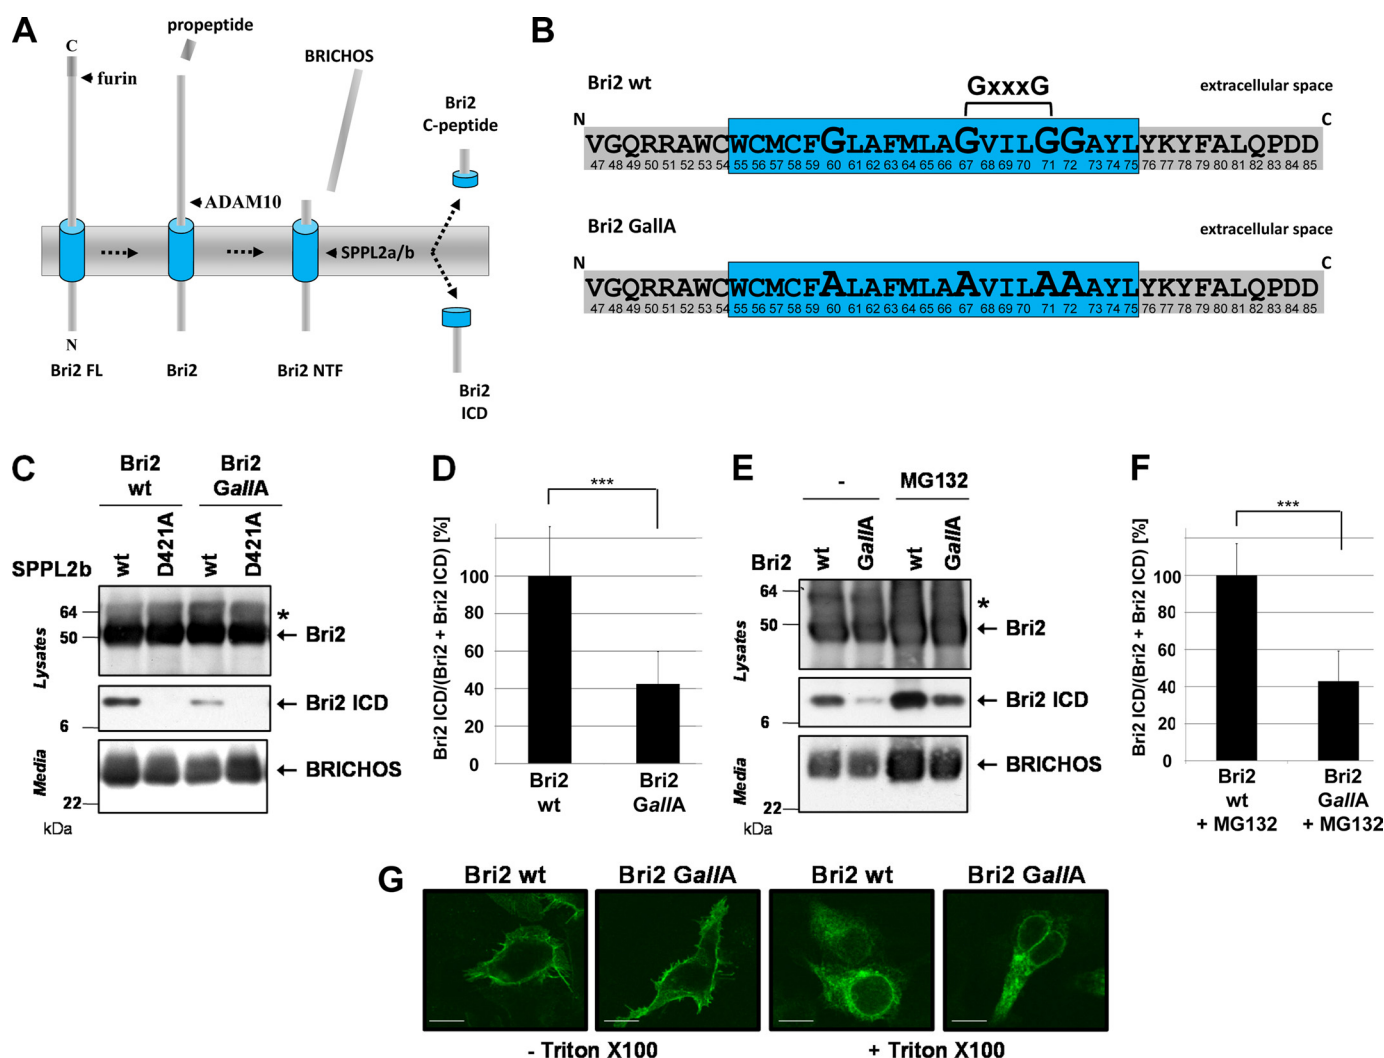 A
propeptide
C
furin
BRICHOS
Bri2
C-peptide
ADAM10
SPPL2a/b
N
Bri2 FL
Bri2
Bri2 NTF
Bri2
ICD
B
GxxxG
Bri2 wt
extracellular space
N
C
VGQRRAWCWCMCFGLAFMLAGVILGGAYLYKYFALQPDD
47 48 49 50 51 52 53 54 55 56 57 58 59 60 61 62 63 64 65 66 67 68 69 70 71 72 73 74 75 76 77 78 79 80 81 82 83 84 85
Bri2 GallA
extracellular space
N
C
VGQRRAWCWCMCFALAFMLAAVILAAAYLYKYFALQPDD
47 48 49 50 51 52 53 54 55 56 57 58 59 60 61 62 63 64 65 66 67 68 69 70 71 72 73 74 75 76 77 78 79 80 81 82 83 84 85
C
Bri2
wt
Bri2
GallA
SPPL2b
wt
D421A
wt
D421A
64
50
*
Bri2
Lysates
Bri2 ICD
6
Media
BRICHOS
22
kDa
D
Bri2 ICD/(Bri2 + Bri2 ICD) [%]
***
100
80
60
40
20
0
Bri2
wt
Bri2
GallA
E
-
MG132
Bri2
wt
GallA
wt
GallA
64
50
*
Bri2
Lysates
Bri2 ICD
6
Media
BRICHOS
22
kDa
F
Bri2 ICD/(Bri2 + Bri2 ICD) [%]
***
100
80
60
40
20
0
Bri2
wt
+ MG132
Bri2
GallA
+ MG132
G
Bri2 wt
Bri2 GallA
Bri2 wt
Bri2 GallA
- Triton X100
+ Triton X100